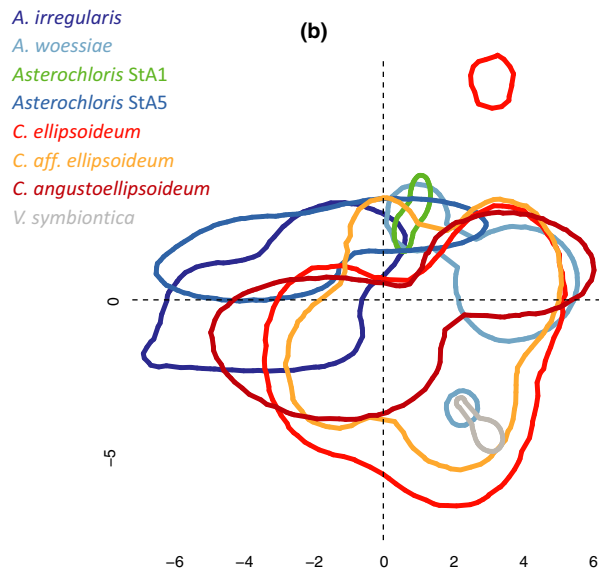 (b)
A. irregularis
A. woessiae
Asterochloris StA1
Asterochloris StA5
C. ellipsoideum
C. aff. ellipsoideum
C. angustoellipsoideum
V. symbiontica
0
−5
−6 −4 −2 0 2 4 6